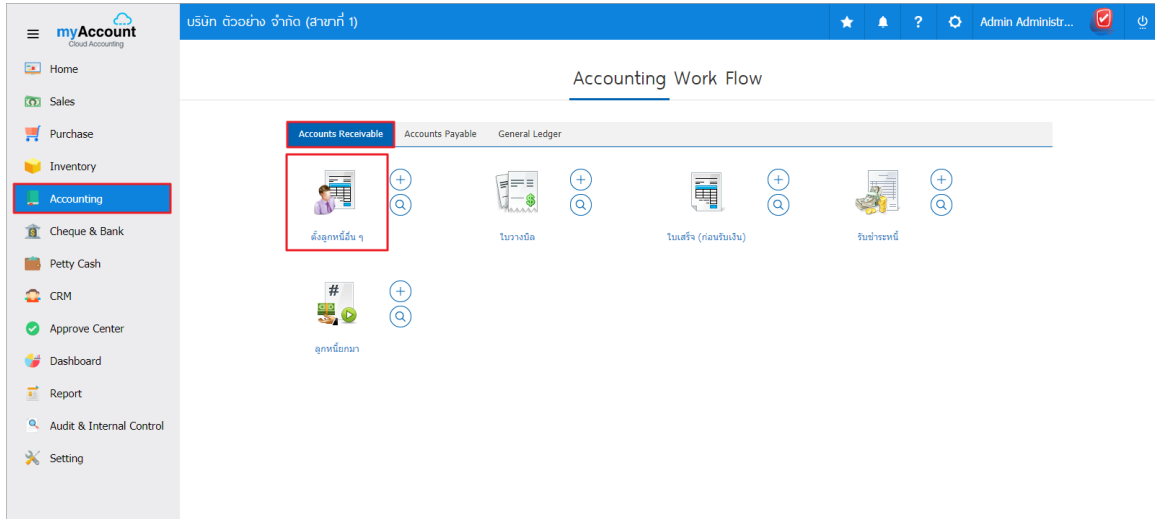 myAccount
Cloud Accounting
บริษัท ตัวอย่าง จำกัด (สาขาที่ 1)
?
Admin Administr...
Home
Sales
Purchase
Inventory
Accounting
Cheque & Bank
Petty Cash
CRM
Approve Center
Dashboard
Report
Audit & Internal Control
Setting
Accounting Work Flow
Accounts Receivable Accounts Payable General Ledger
ตั้งลูกหนี้อื่น ๆ ใบวางบิล ใบเสร็จ (ก่อนรับเงิน) รับชำระหนี้
#
ลูกหนี้ยกมา